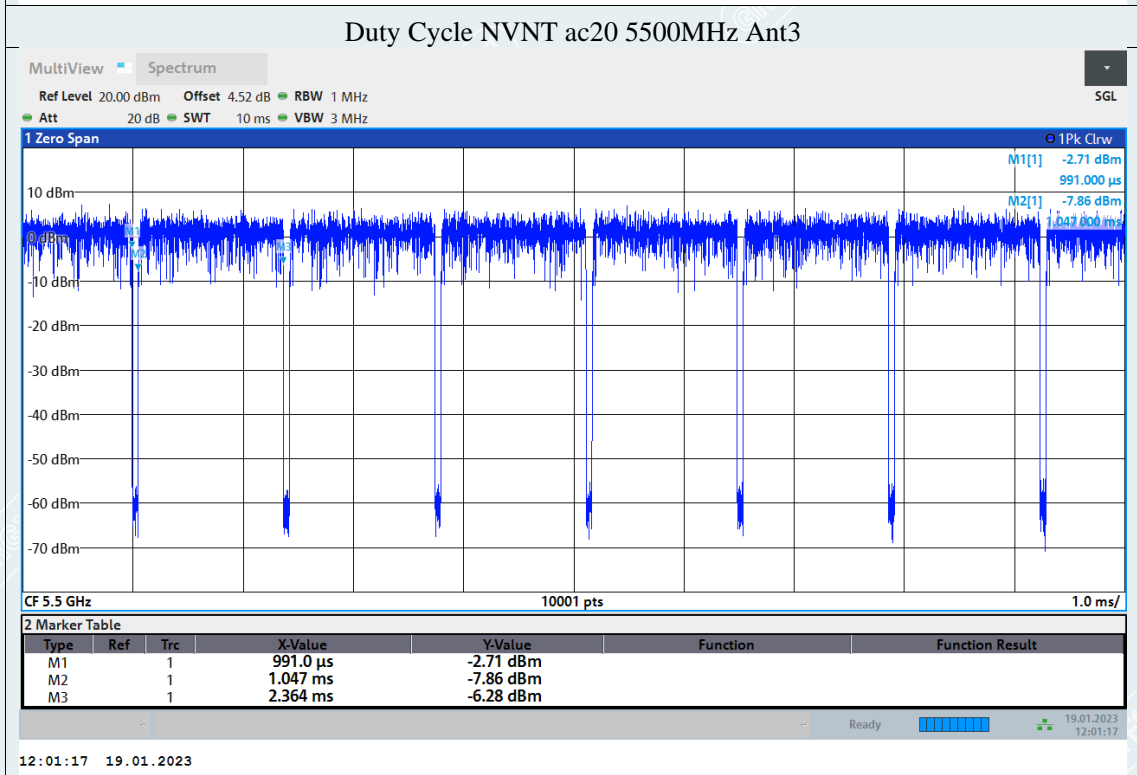 Duty Cycle NVNT ac20 5500MHz Ant3
MultiView Spectrum
Ref Level 20.00 dBm Offset 4.52 dB RBW 1 MHz SGL
Att 20 dB SWT 10 ms VBW 3 MHz
1 Zero Span 1Pk Clrw
M1[1] -2.71 dBm
991.000 µs
10 dBm
M2[1] -7.86 dBm
1.047 000 ms
M1
0 dBm
M3
M2
-10 dBm
-20 dBm
-30 dBm
-40 dBm
-50 dBm
-60 dBm
-70 dBm
CF 5.5 GHz 10001 pts 1.0 ms/
2 Marker Table
Type Ref Trc X-Value Y-Value Function Function Result
M1 1 991.0 µs -2.71 dBm
M2 1 1.047 ms -7.86 dBm
M3 1 2.364 ms -6.28 dBm
Ready 19.01.2023
12:01:17
12:01:17 19.01.2023